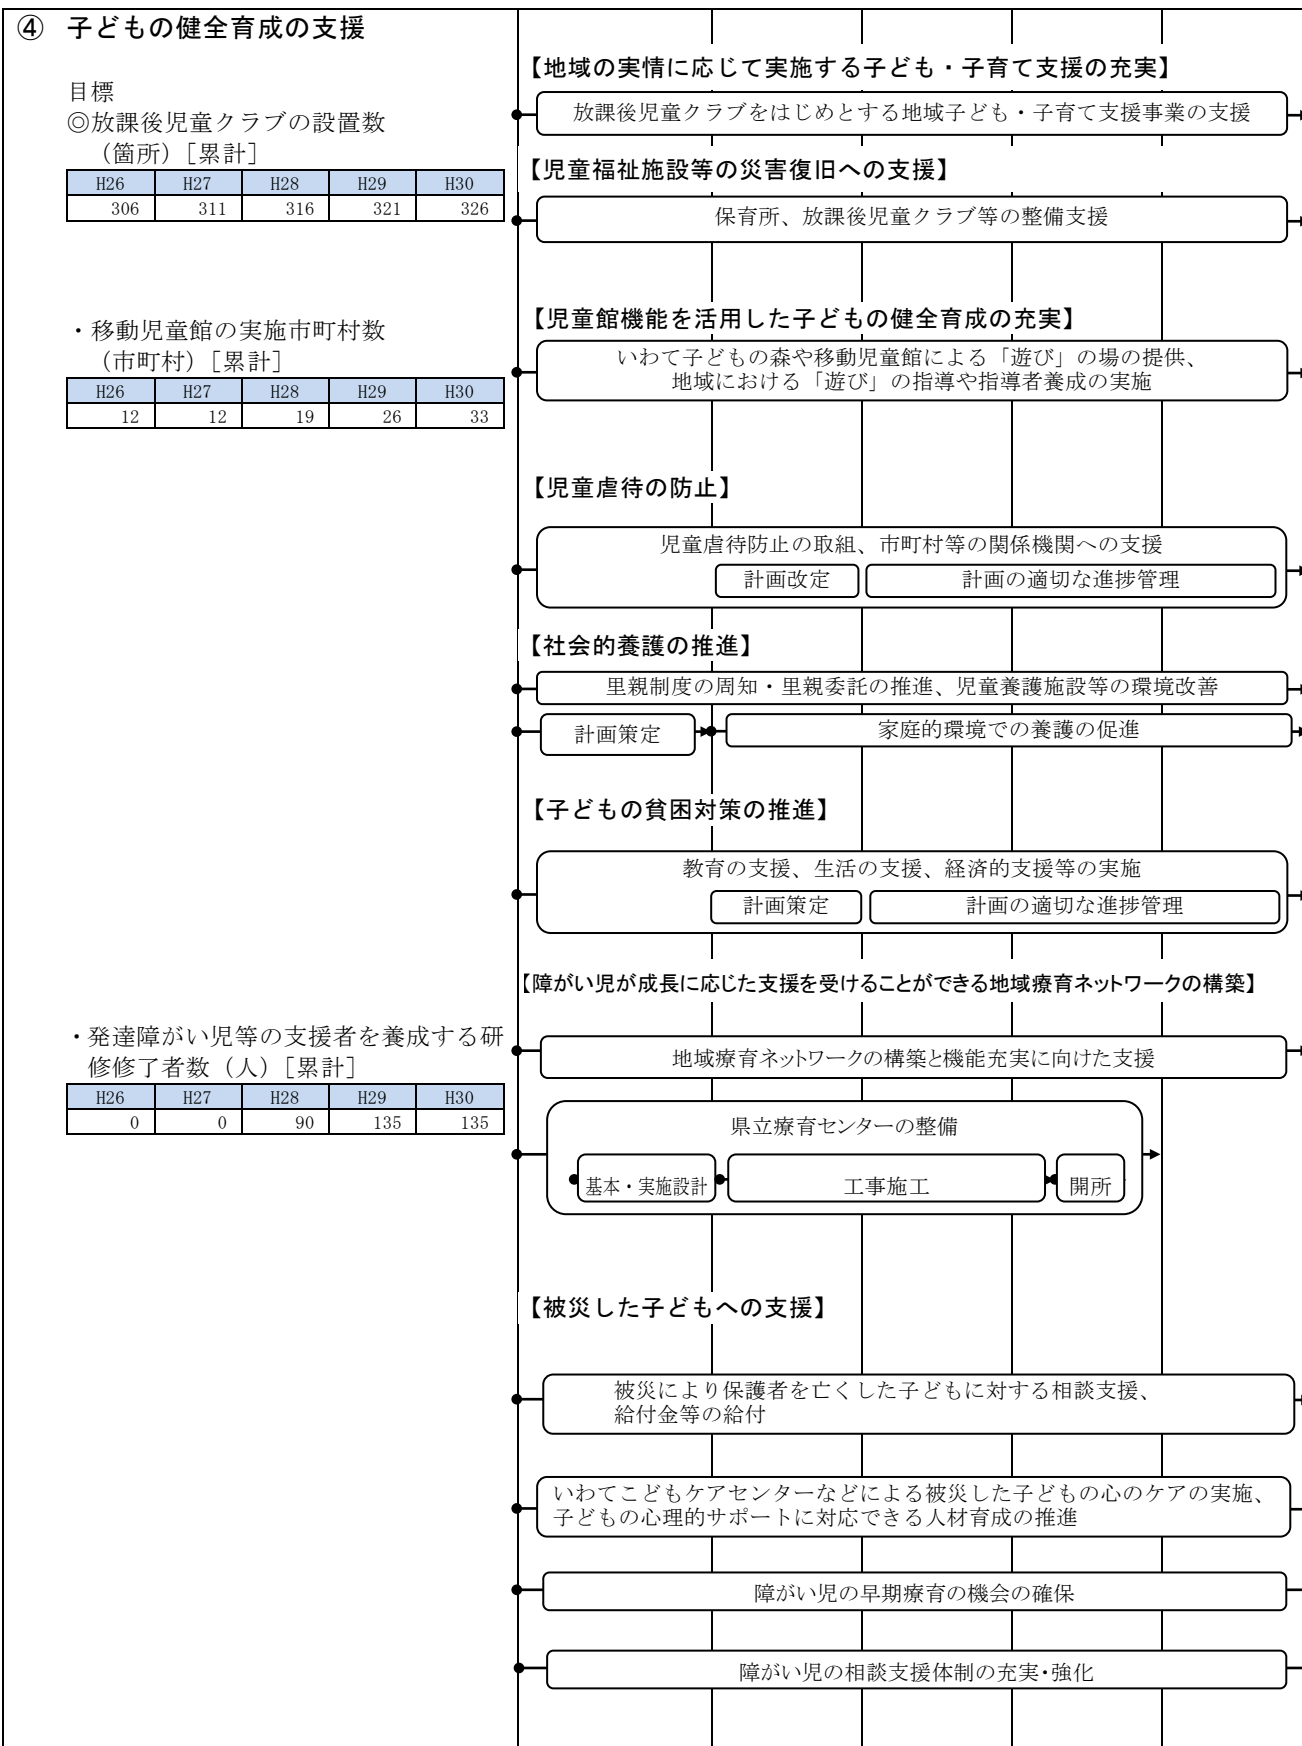 ④ 子どもの健全育成の支援
目標
◎放課後児童クラブの設置数
（箇所）［累計］
H26 H27 H28 H29 H30
306 311 316 321 326
・移動児童館の実施市町村数
（市町村）［累計］
H26 H27 H28 H29 H30
12 12 19 26 33
・発達障がい児等の支援者を養成する研
修修了者数（人）［累計］
H26 H27 H28 H29 H30
0 0 90 135 135
【地域の実情に応じて実施する子ども・子育て支援の充実】
放課後児童クラブをはじめとする地域子ども・子育て支援事業の支援
【児童福祉施設等の災害復旧への支援】
保育所、放課後児童クラブ等の整備支援
【児童館機能を活用した子どもの健全育成の充実】
いわて子どもの森や移動児童館による「遊び」の場の提供、
地域における「遊び」の指導や指導者養成の実施
【児童虐待の防止】
児童虐待防止の取組、市町村等の関係機関への支援
計画改定 計画の適切な進捗管理
【社会的養護の推進】
里親制度の周知・里親委託の推進、児童養護施設等の環境改善
計画策定 家庭的環境での養護の促進
【子どもの貧困対策の推進】
教育の支援、生活の支援、経済的支援等の実施
計画策定 計画の適切な進捗管理
【障がい児が成長に応じた支援を受けることができる地域療育ネットワークの構築】
地域療育ネットワークの構築と機能充実に向けた支援
県立療育センターの整備
基本・実施設計 工事施工 開所
【被災した子どもへの支援】
被災により保護者を亡くした子どもに対する相談支援、
給付金等の給付
いわてこどもケアセンターなどによる被災した子どもの心のケアの実施、
子どもの心理的サポートに対応できる人材育成の推進
障がい児の早期療育の機会の確保
障がい児の相談支援体制の充実･強化